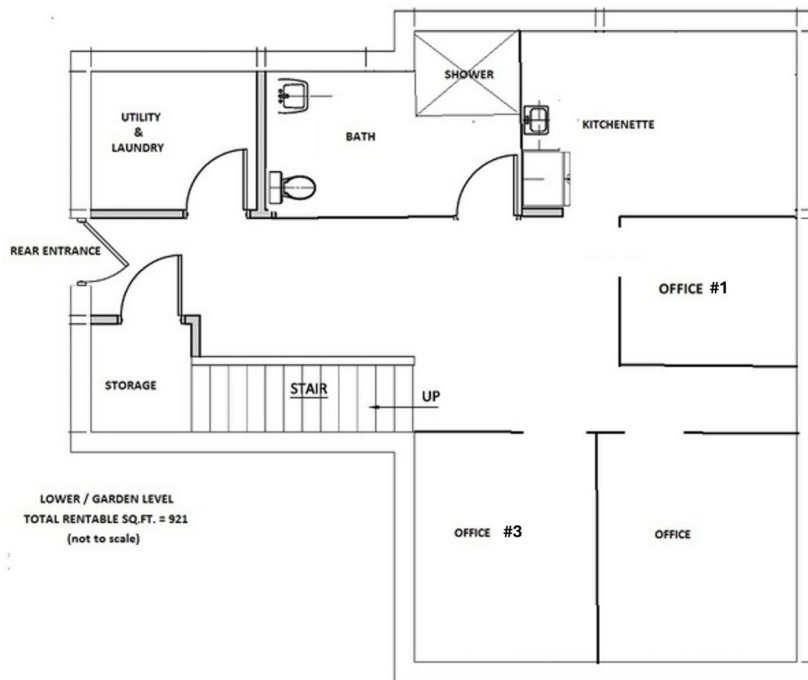 SHOWER
UTILITY
&
LAUNDRY
BATH
KITCHENETTE
REAR ENTRANCE
OFFICE #1
STORAGE
STAIR
UP
LOWER / GARDEN LEVEL
TOTAL RENTABLE SQ.FT. = 921
(not to scale)
OFFICE #3
OFFICE